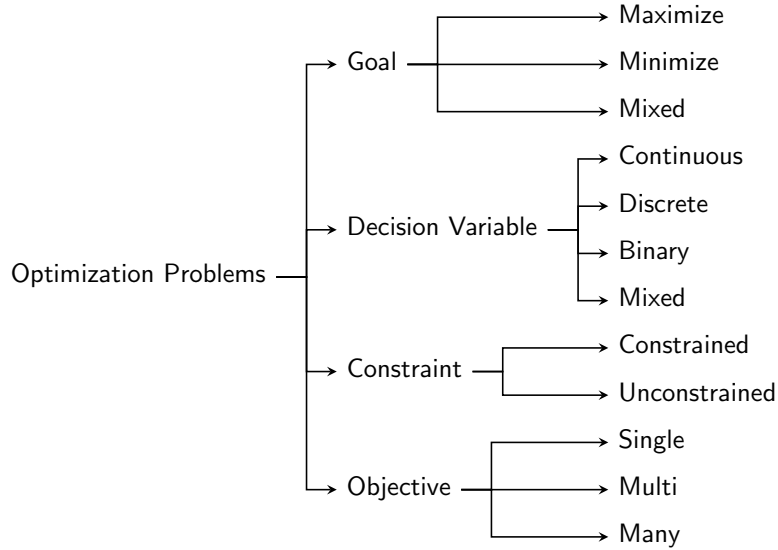 Optimization Problems
Goal
Maximize
Minimize
Mixed
Decision Variable
Continuous
Discrete
Binary
Mixed
Constraint
Constrained
Unconstrained
Objective
Single
Multi
Many